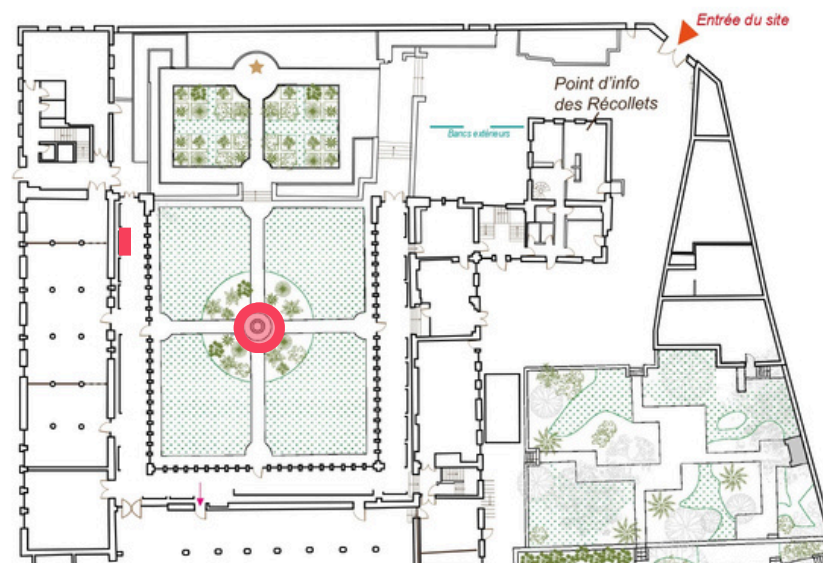 Entrée du site
Point d'info
des Récollets
Bancs extérieurs